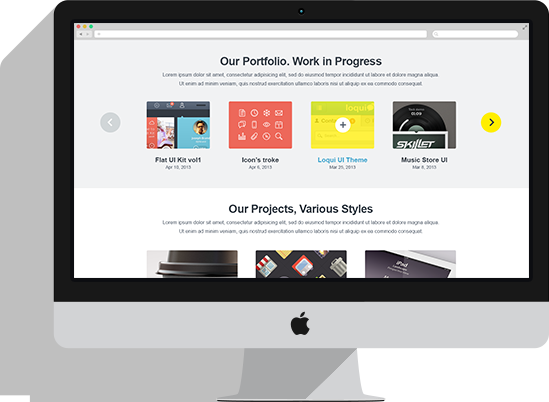 Our Portfolio. Work in Progress
Lorem ipsum dolor sit amet, consectetur adipisicing elit, sed do eiusmod tempor incididunt ut labore et dolore magna aliqua
Ut enim ad minim veniam, quis nostrud exercitation ullamco laboris nisi ut aliquip ex ea commodo consequat.
loqui
SKILLET
Flat UI Kit vol1
Icon's troke
Loqui UI Theme
Music Store UI
Apr 10, 2013
Apr 6, 2013
Mar 20, 2013
Mar 8, 2013
Our Projects, Various Styles
Lorem ipsum dolor sit amet, consectetur adipisicing elit, sed do eiusmod tempor incididunt ut labore et dolore magna aliqua
Ut enim ad minim veniam, quis nostrud exercitation ullamco laboris nisi ut aliquip ex ea commodo consequat.
iPad